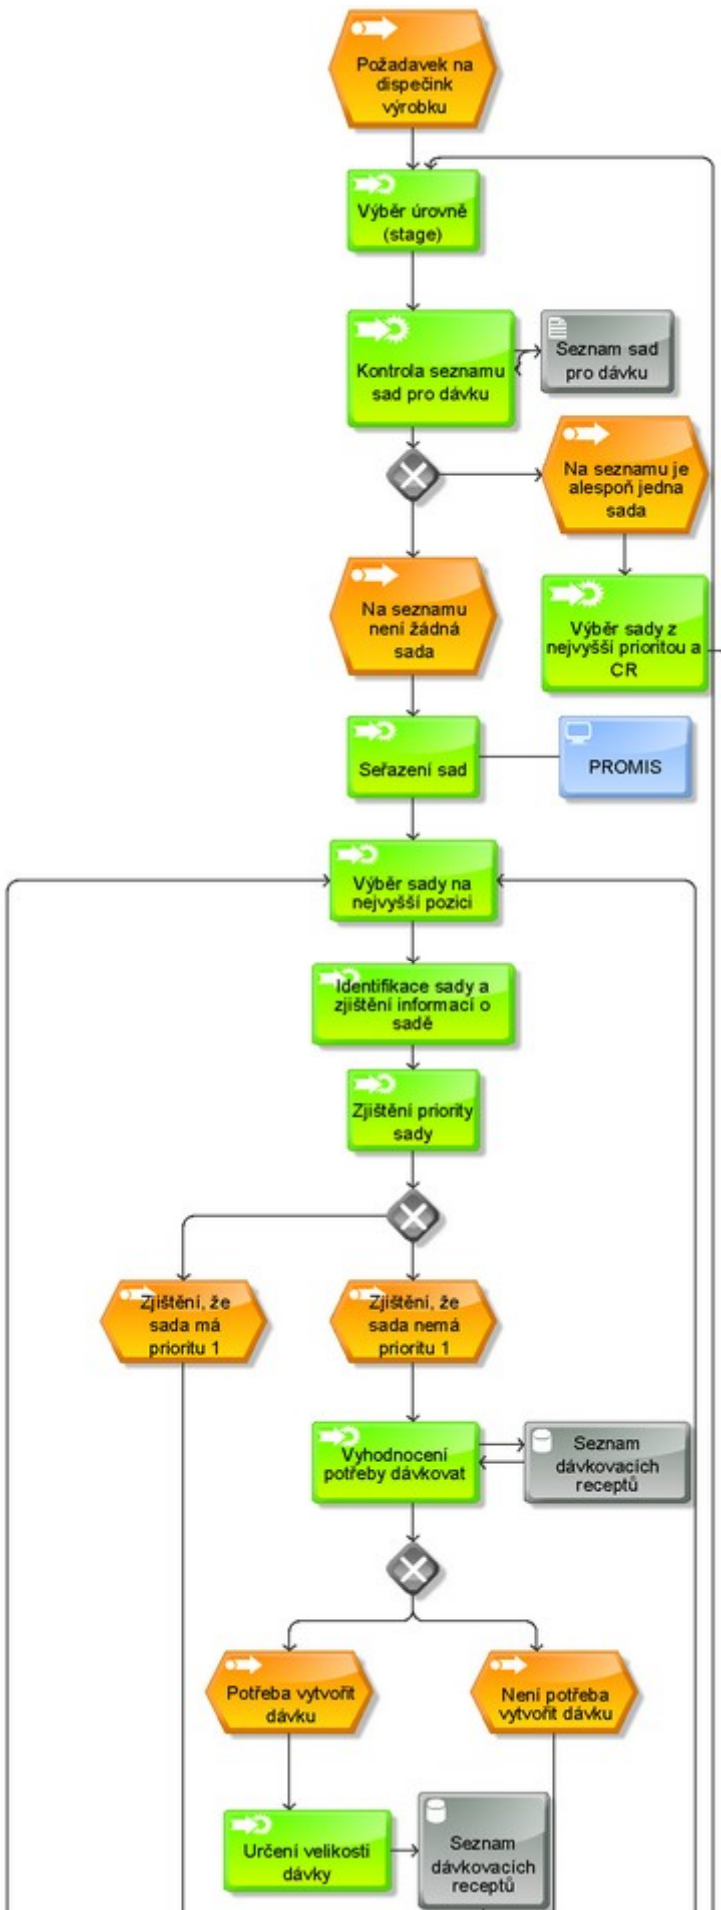 Požadavek na
dispečink
výrobku
Výběr úrovně
(stage)
Kontrola seznamu
sad pro dávku
Seznam sad
pro dávku
Na seznamu je
alespoň jedna
sada
Na seznamu
není žádná
sada
Výběr sady z
nejvyšší prioritou a
CR
Seřazení sad
PROMIS
Výběr sady na
nejvyšší pozici
Identifikace sady a
zjištění informací o
sadě
Zjištění priority
sady
Zjištění, že
sada má
prioritu 1
Zjištění, že
sada nemá
prioritu 1
Vyhodnocení
potřeby dávkovat
Seznam
dávkovacích
receptů
Potřeba vytvořit
dávku
Není potřeba
vytvořit dávku
Určení velikosti
dávky
Seznam
dávkovacích
receptů